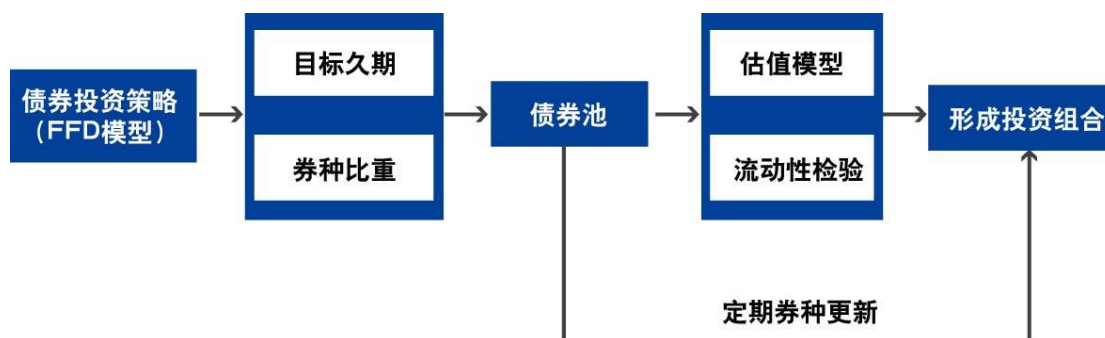 债券投资策略
（FFD模型）
目标久期
券种比重
债券池
估值模型
流动性检验
形成投资组合
定期券种更新